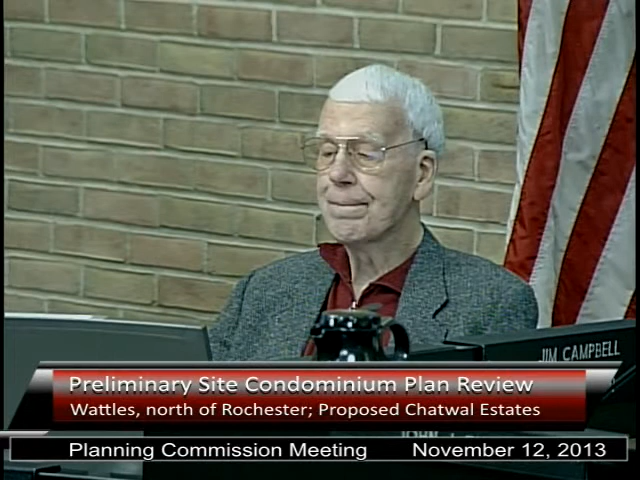 JIM CAMPBELL
Preliminary Site Condominium Plan Review
Wattles, north of Rochester; Proposed Chatwal Estates
JOHN J.
Planning Commission Meeting November 12, 2013